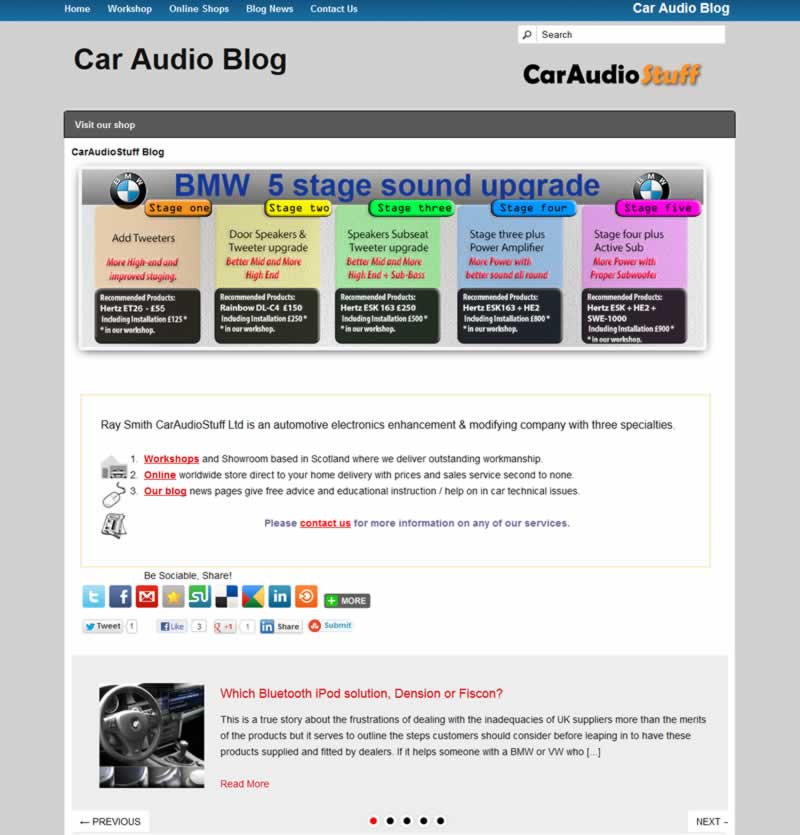 Home Workshop Online Shops Blog News Contact Us Car Audio Blog
Search
Car Audio Blog
CarAudioStuff
Visit our shop
CarAudioStuff Blog
BMW 5 stage sound upgrade
Stage one
Add Tweeters
More High-end and
improved staging.
Recommended Products:
Hertz ET26 - £55
Including Installation £125 *
* in our workshop.
Stage two
Door Speakers &
Tweeter upgrade
Better Mid and More
High End
Recommended Products:
Rainbow DL-C4 £150
Including Installation £250 *
* in our workshop.
Stage three
Speakers Subseat
Tweeter upgrade
Better Mid and More
High End + Sub-Bass
Recommended Products:
Hertz ESK 163 £250
Including Installation £500 *
* in our workshop.
Stage four
Stage three plus
Power Amplifier
More Power with
better sound all round
Recommended Products:
Hertz ESK163 + HE2
Including Installation £800 *
* in our workshop.
Stage five
Stage four plus
Active Sub
More Power with
Proper Subwoofer
Recommended Products:
Hertz ESK + HE2 +
SWE-1000
Including Installation £900 *
* in our workshop.
Ray Smith CarAudioStuff Ltd is an automotive electronics enhancement & modifying company with three specialties.
1. Workshops and Showroom based in Scotland where we deliver outstanding workmanship.
2. Online worldwide store direct to your home delivery with prices and sales service second to none.
3. Our blog news pages give free advice and educational instruction / help on in car technical issues.
Please contact us for more information on any of our services.
Be Sociable, Share!
MORE
Tweet 1 Like 3 +1 1 Share Submit
Which Bluetooth iPod solution, Dension or Fiscon?
This is a true story about the frustrations of dealing with the inadequacies of UK suppliers more than the merits
of the products but it serves to outline the steps customers should consider before leaping in to have these
products supplied and fitted by dealers. If it helps someone with a BMW or VW who [...]
Read More
← PREVIOUS NEXT –